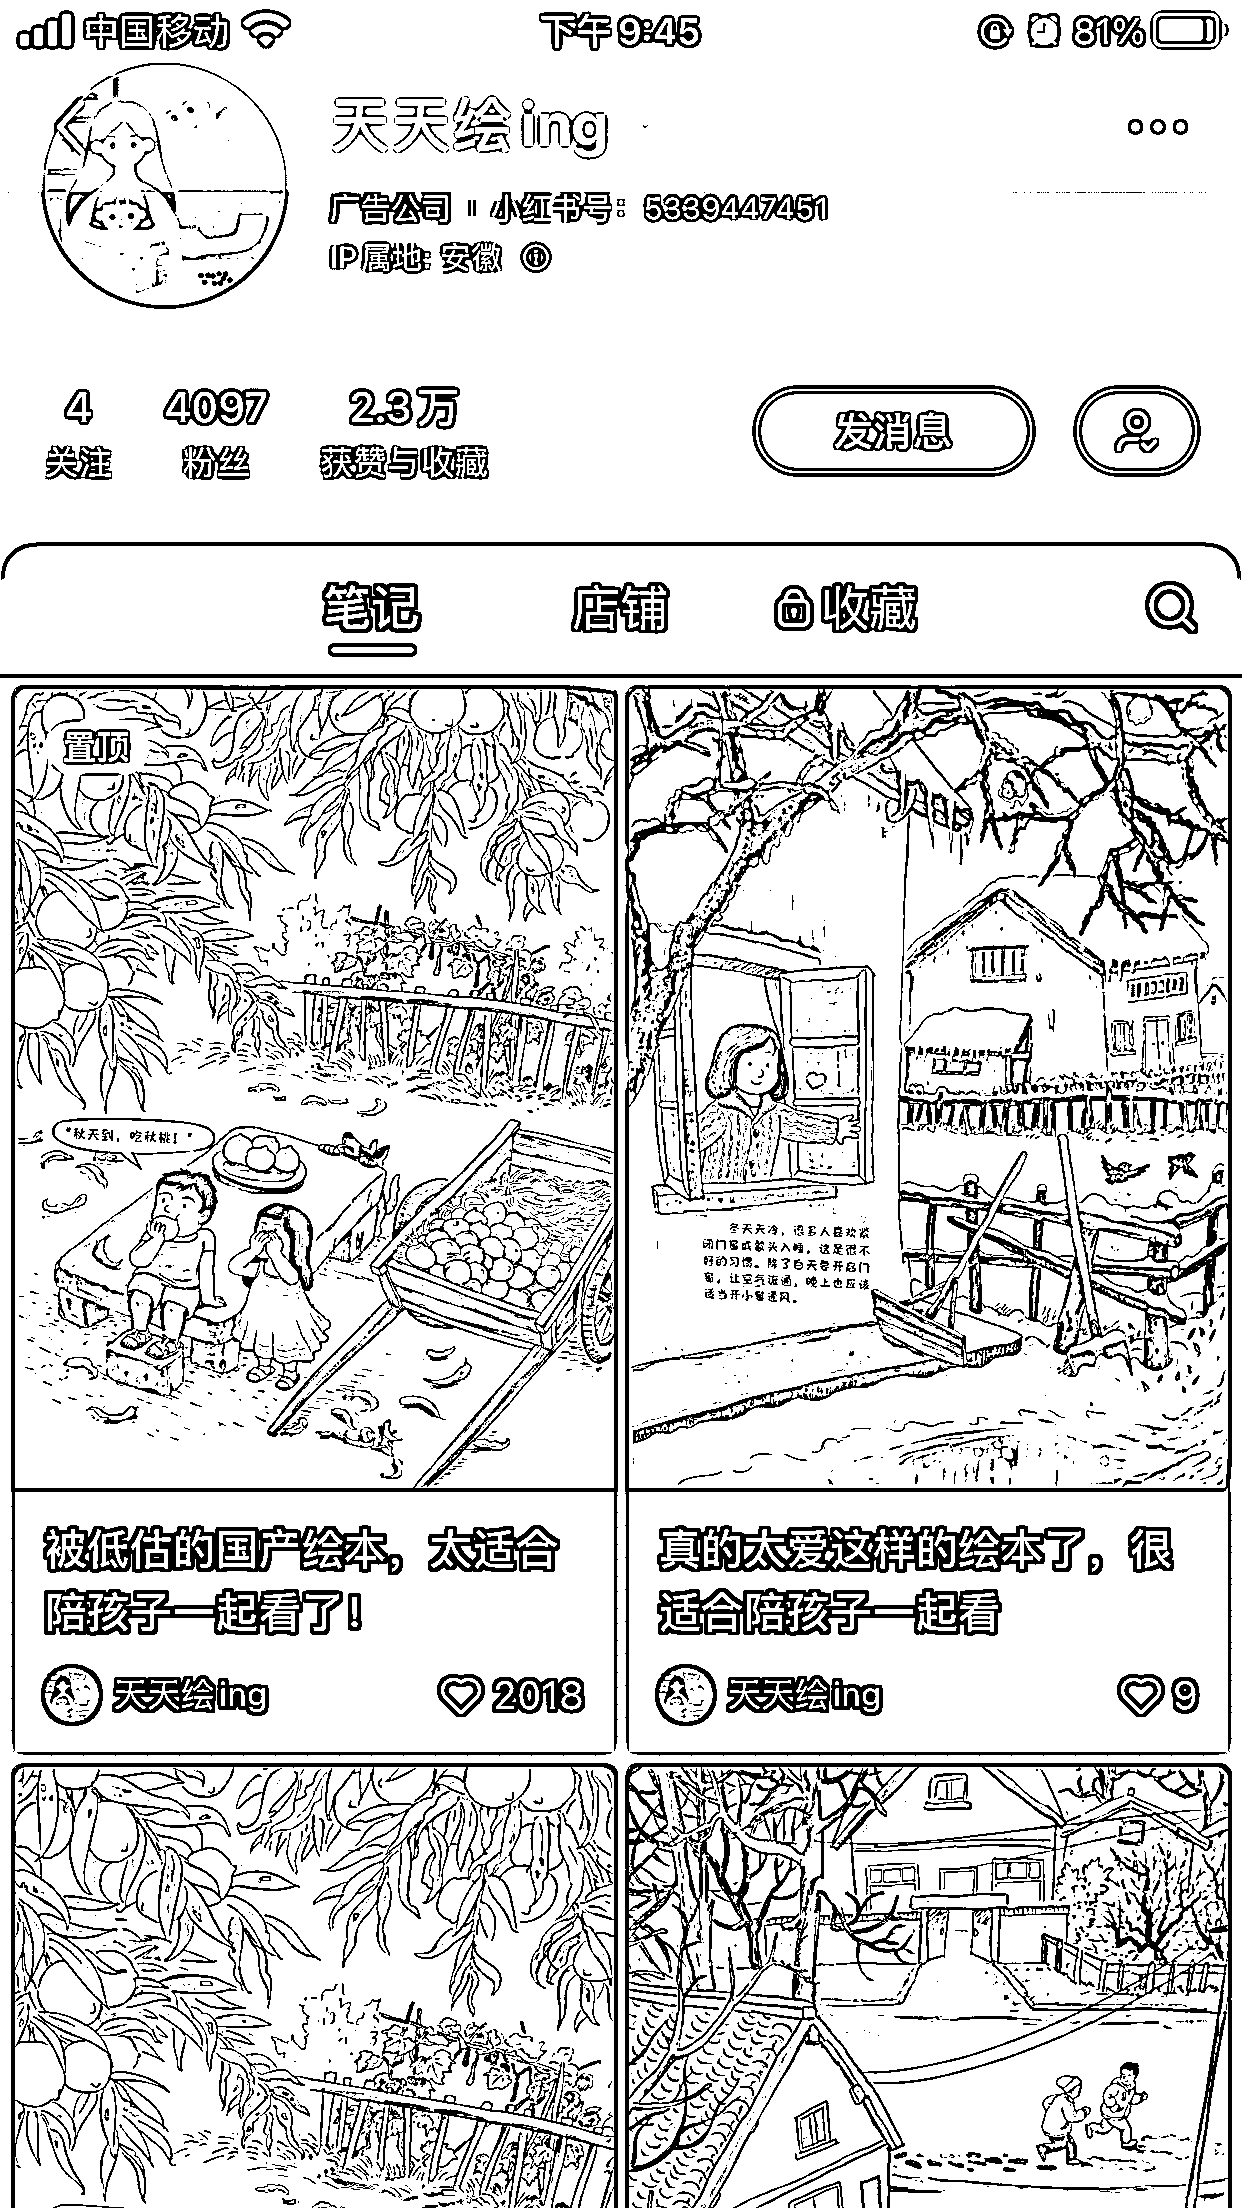 中国移动
下午9:45
81%
天天绘ing
广告公司 小红书号: 5339447451
IP属地: 安徽
4 4097 2.3万
关注 粉丝 获赞与收藏
发消息
笔记 店铺 收藏
置顶
"秋天到，吃秋桃！"
冬天天冷，很多人喜欢紧
闭门窗或蒙头入睡，这是很不
好的习惯。除了白天要开启门
窗，让空气流通，晚上也应该
适当开小窗通风。
被低估的国产绘本，太适合
陪孩子一起看了！
天天绘ing 2018
真的太爱这样的绘本了，很
适合陪孩子一起看
天天绘ing 9